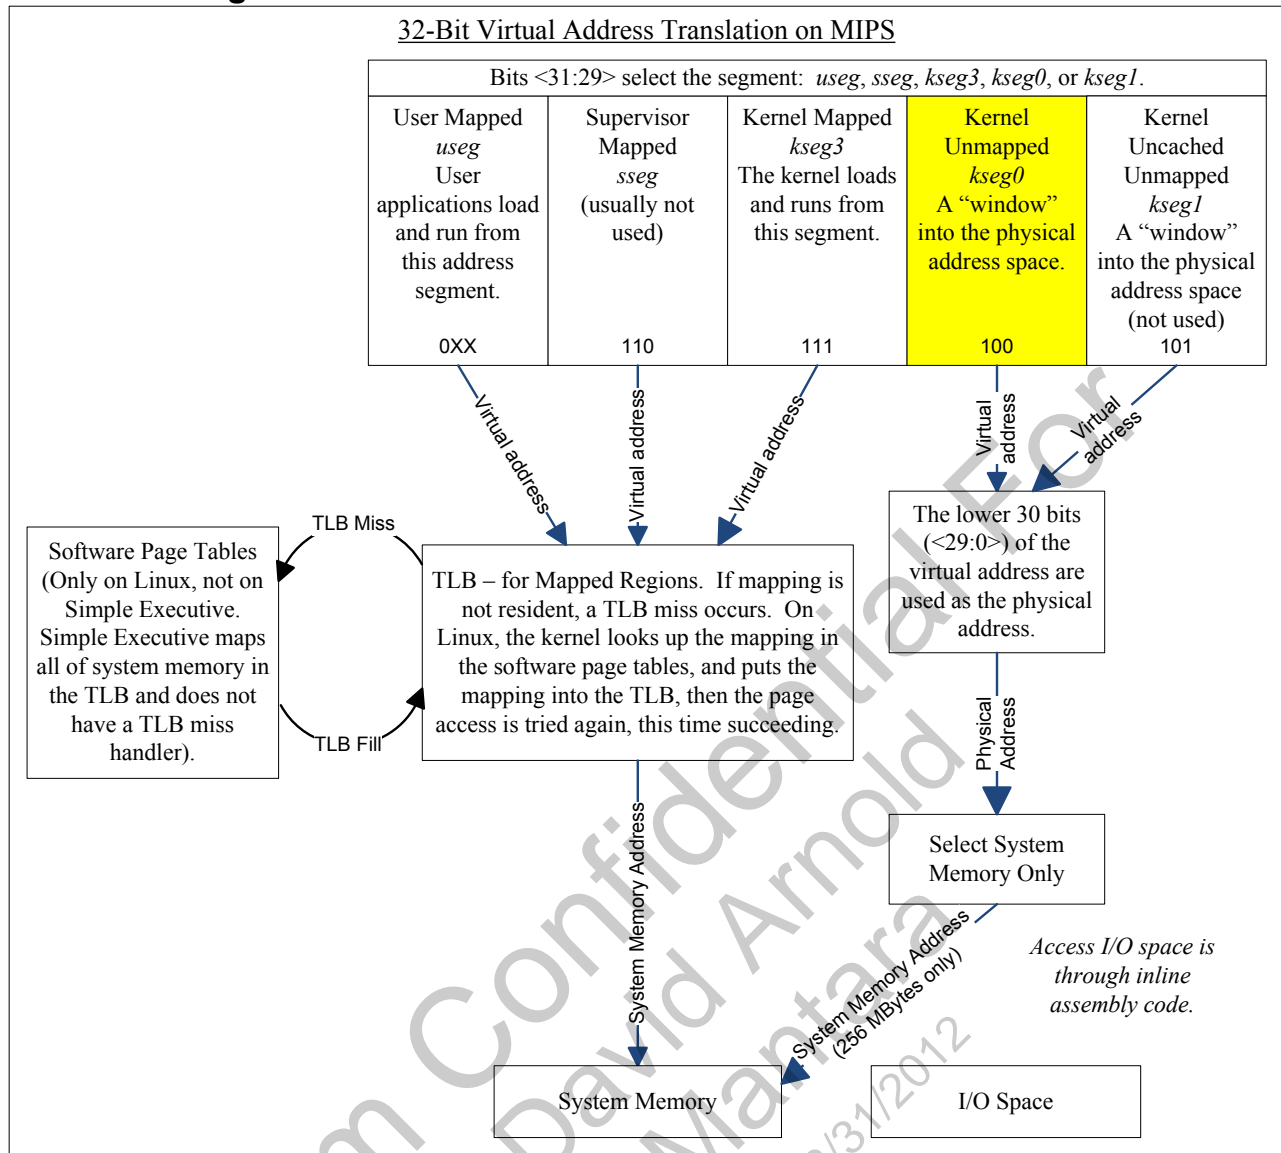 32-Bit Virtual Address Translation on MIPS
Bits <31:29> select the segment:  useg, sseg, kseg3, kseg0, or kseg1.
User Mapped
useg
User
applications load
and run from
this address
segment.
0XX
Supervisor
Mapped
sseg
(usually not
used)
110
Kernel Mapped
kseg3
The kernel loads
and runs from
this segment.
111
Kernel
Unmapped
kseg0
A “window”
into the physical
address space.
100
Kernel
Uncached
Unmapped
kseg1
A “window”
into the physical
address space
(not used)
101
Virtual address
Virtual address
Virtual address
Virtual
address
Virtual
address
TLB Miss
Software Page Tables
(Only on Linux, not on
Simple Executive.
Simple Executive maps
all of system memory in
the TLB and does not
have a TLB miss
handler).
TLB Fill
TLB – for Mapped Regions.  If mapping is
not resident, a TLB miss occurs.  On
Linux, the kernel looks up the mapping in
the software page tables, and puts the
mapping into the TLB, then the page
access is tried again, this time succeeding.
The lower 30 bits
(<29:0>) of the
virtual address are
used as the physical
address.
Physical
Address
Select System
Memory Only
System Memory Address
System Memory Address
(256 MBytes only)
Access I/O space is
through inline
assembly code.
System Memory
I/O Space
Confidential For
David Arnold
Mantara
/31/2012